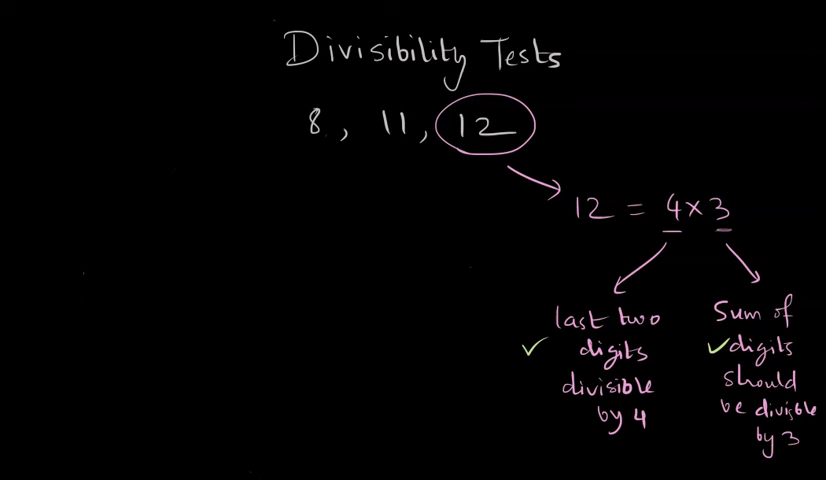 Divisibility Tests
8, 11, 12
12 = 4 × 3
last two
digits
divisible
by 4
Sum of
digits
should
be divisble
by 3